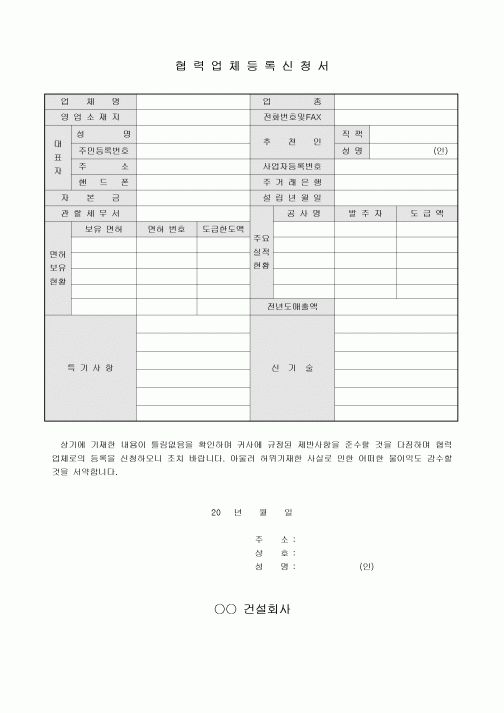 협 력 업 체 등 록 신 청 서
업 체 명 업 종
영 업 소 재 지 전화번호및FAX
대 표 자 성 명 추 천 인 직 책
주민등록번호 성 명 (인)
주 소 사업자등록번호
핸 드 폰 주 거 래 은 행
자 본 금 설 립 년 월 일
관 할 세 무 서 주요 실적 현황 공 사 명 발 주 자 도 급 액
면허 보유 현황 보유 면허 면허 번호 도급한도액
전년도매출액
특 기 사 항 신 기 술
상기에 기재한 내용이 틀림없음을 확인하며 귀사에 규정된 제반사항을 준수할 것을 다짐하며 협력
업체로의 등록을 신청하오니 조치 바랍니다. 아울러 허위기재한 사실로 인한 어떠한 불이익도 감수할
것을 서약합니다.
20 년 월 일
주 소 :
상 호 :
성 명 : (인)
○○ 건설회사